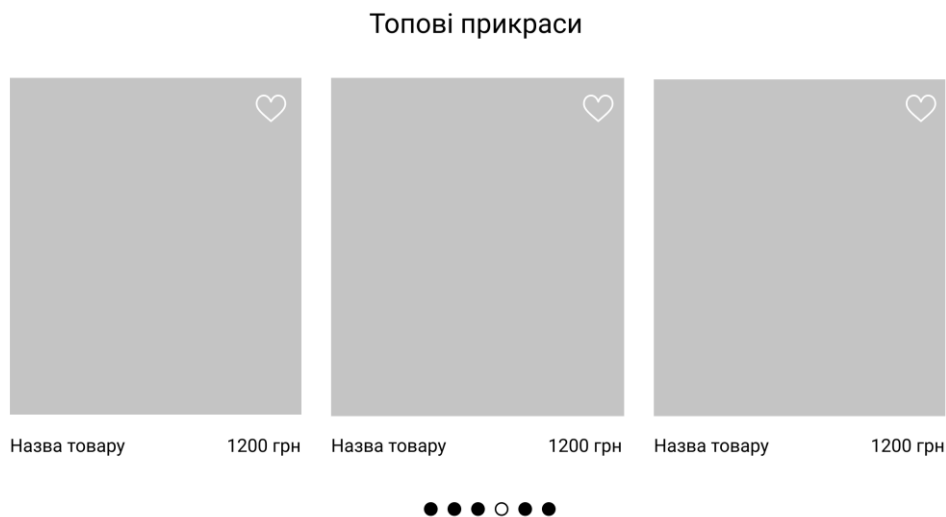 Топові прикраси
Назва товару 1200 грн Назва товару 1200 грн Назва товару 1200 грн